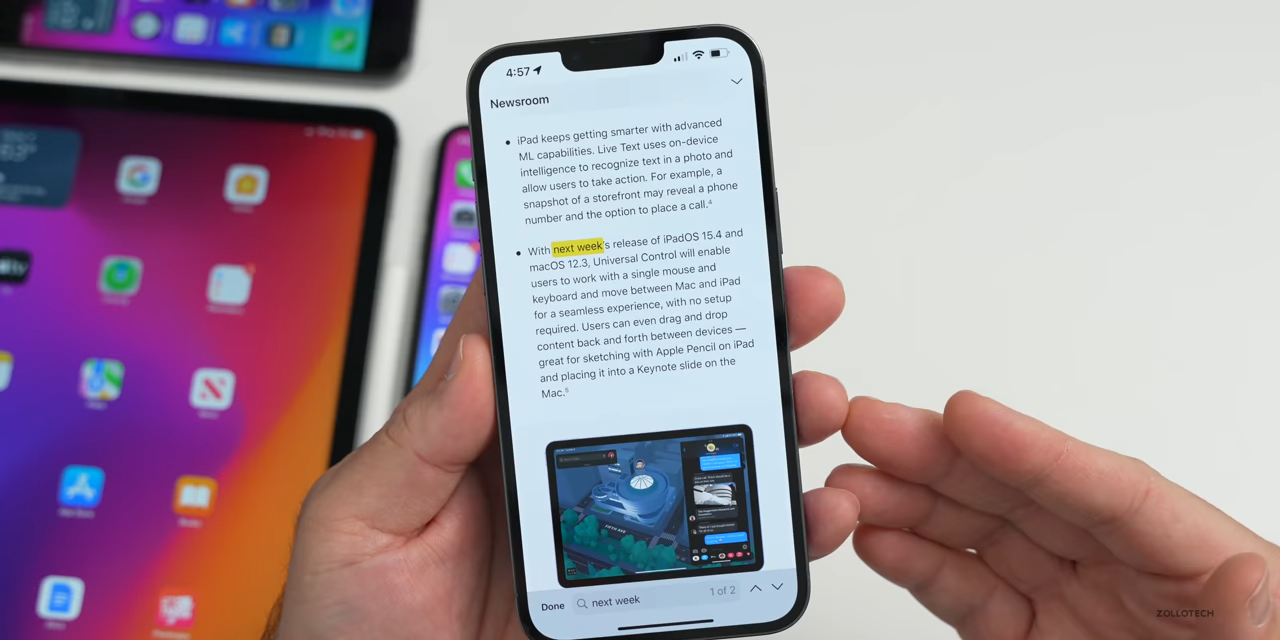 4:57
Newsroom
• iPad keeps getting smarter with advanced
ML capabilities. Live Text uses on-device
intelligence to recognize text in a photo and
allow users to take action. For example, a
snapshot of a storefront may reveal a phone
number and the option to place a call.⁴
• With next week's release of iPadOS 15.4 and
macOS 12.3, Universal Control will enable
users to work with a single mouse and
keyboard and move between Mac and iPad
for a seamless experience, with no setup
required. Users can even drag and drop
content back and forth between devices —
great for sketching with Apple Pencil on iPad
and placing it into a Keynote slide on the
Mac.⁵
FIFTH AVE
Done
next week
1 of 2
ZOLLOTECH